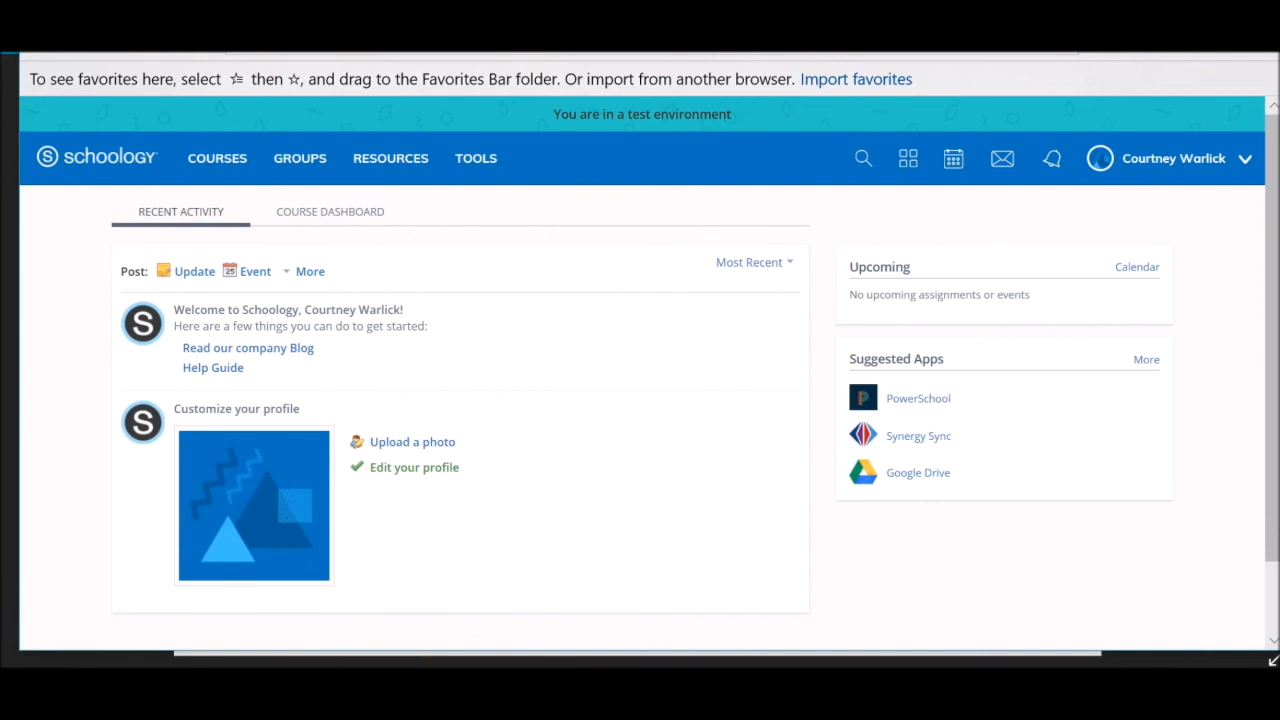 To see favorites here, select then , and drag to the Favorites Bar folder. Or import from another browser. Import favorites
You are in a test environment
S schoology COURSES GROUPS RESOURCES TOOLS Courtney Warlick
RECENT ACTIVITY COURSE DASHBOARD
Post: Update 25 Event More Most Recent
S Welcome to Schoology, Courtney Warlick!
Here are a few things you can do to get started:
Read our company Blog
Help Guide
S Customize your profile
Upload a photo
Edit your profile
Upcoming Calendar
No upcoming assignments or events
Suggested Apps More
P PowerSchool
Synergy Sync
Google Drive